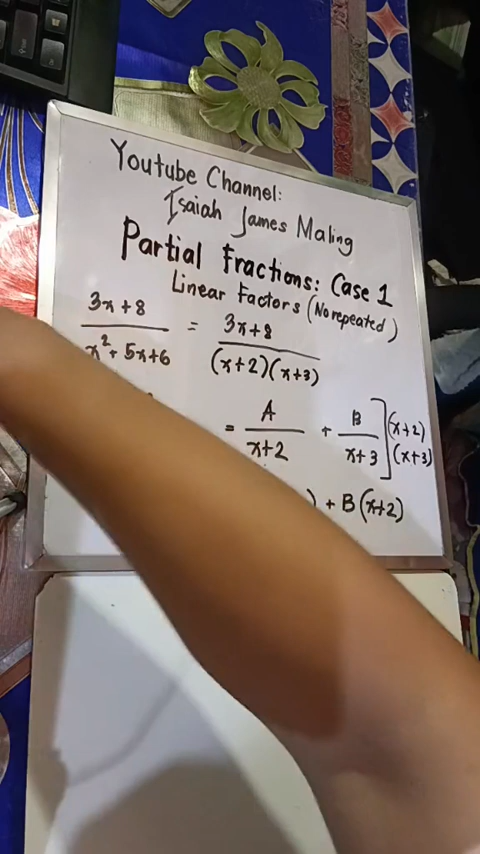 Youtube Channel:
Isaiah James Maling
Partial Fractions: Case 1
Linear Factors (No repeated)
3x+8 / x²+5x+6 = 3x+8 / (x+2)(x+3)
= A / x+2 + B / x+3 ] (x+2) (x+3)
) + B(x+2)